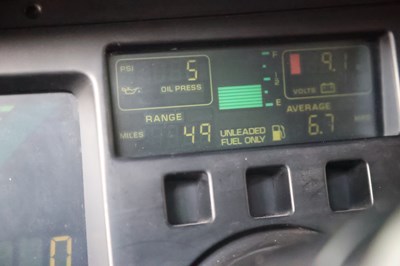 PSI 5
OIL PRESS
F
9.1
VOLTS
E
RANGE
AVERAGE
MILES 49
UNLEADED
FUEL ONLY
6.7
0